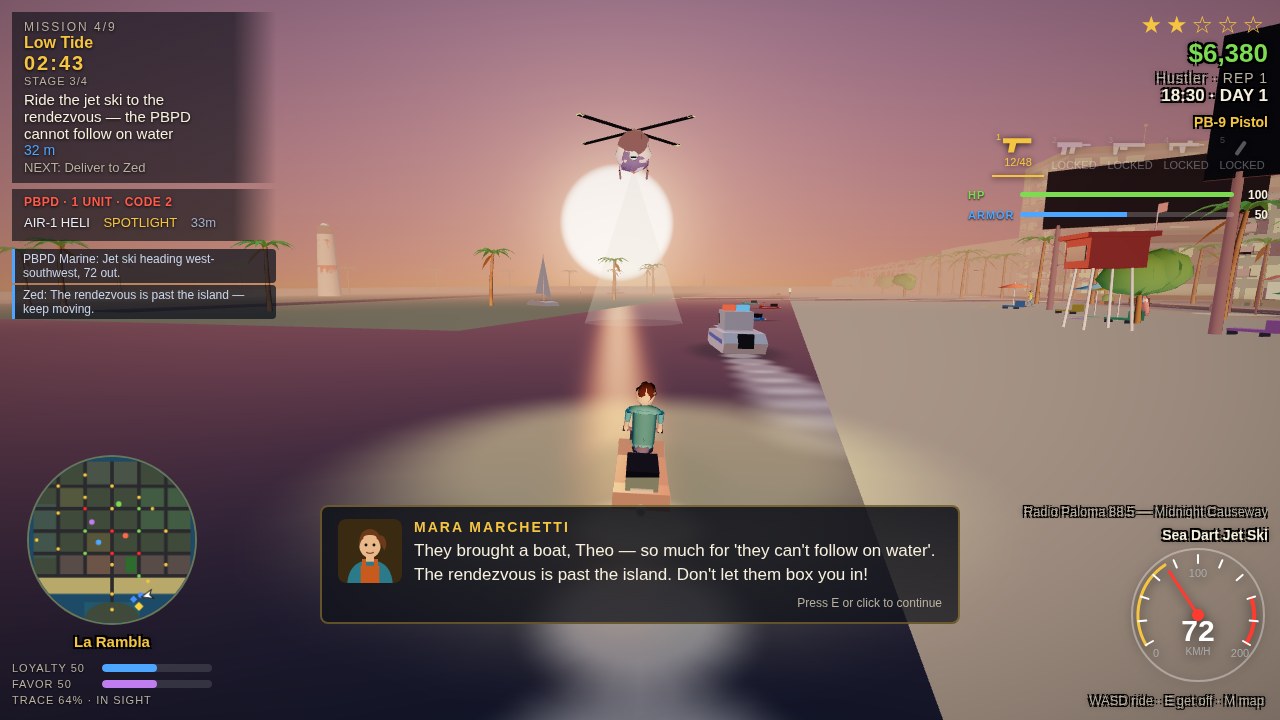 MISSION 4/9
Low Tide
02:43
STAGE 3/4
Ride the jet ski to the
rendezvous — the PBPD
cannot follow on water
32 m
NEXT: Deliver to Zed
PBPD · 1 UNIT · CODE 2
AIR-1 HELI SPOTLIGHT 33m
PBPD Marine: Jet ski heading west-
southwest, 72 out.
Zed: The rendezvous is past the island —
keep moving.
★★☆☆☆
$6,380
Hustler · REP 1
18:30 · DAY 1
PB-9 Pistol
1
5
12/48 LOCKED LOCKED LOCKED LOCKED
HP 100
ARMOR 50
MARA MARCHETTI
They brought a boat, Theo — so much for 'they can't follow on water'.
The rendezvous is past the island. Don't let them box you in!
Press E or click to continue
La Rambla
LOYALTY 50
FAVOR 50
TRACE 64% · IN SIGHT
Radio Paloma 88.5 — Midnight Causeway
Sea Dart Jet Ski
100
72
KM/H
0 200
WASD ride · E get off · M map